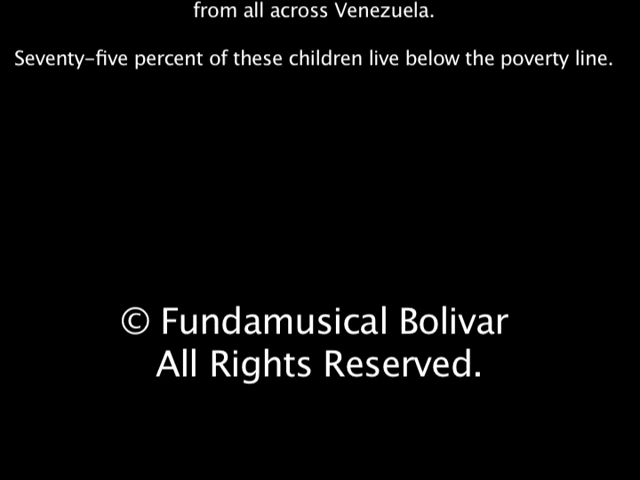 from all across Venezuela.
Seventy-five percent of these children live below the poverty line.
© Fundamusical Bolivar
All Rights Reserved.